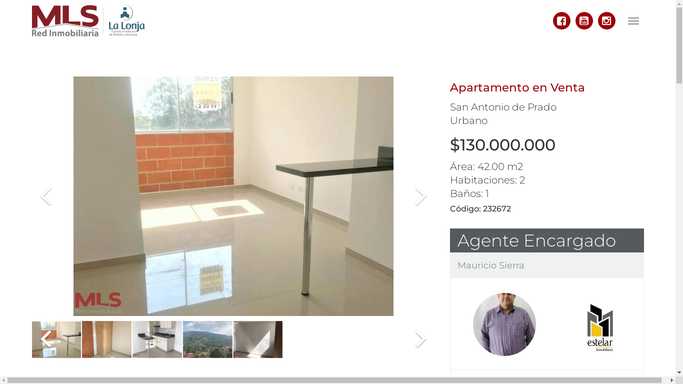 MLS
Red Inmobiliaria
La Lonja
Apartamento en Venta
San Antonio de Prado
Urbano
$130.000.000
Área: 42.00 m2
Habitaciones: 2
Baños: 1
Código: 232672
Agente Encargado
Mauricio Sierra
MLS
estelar